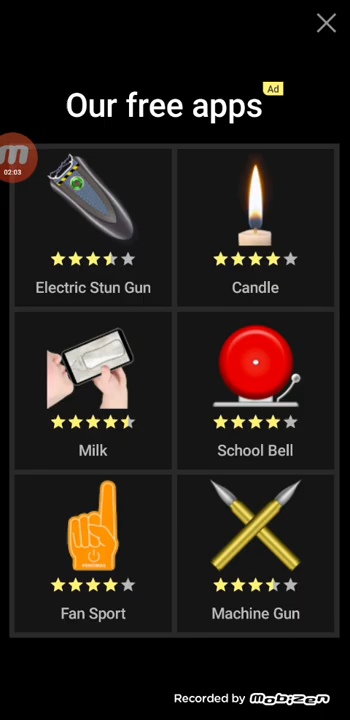 Ad
Our free apps
02:03
Electric Stun Gun
Candle
Milk
School Bell
Fan Sport
Machine Gun
Recorded by Mobizen